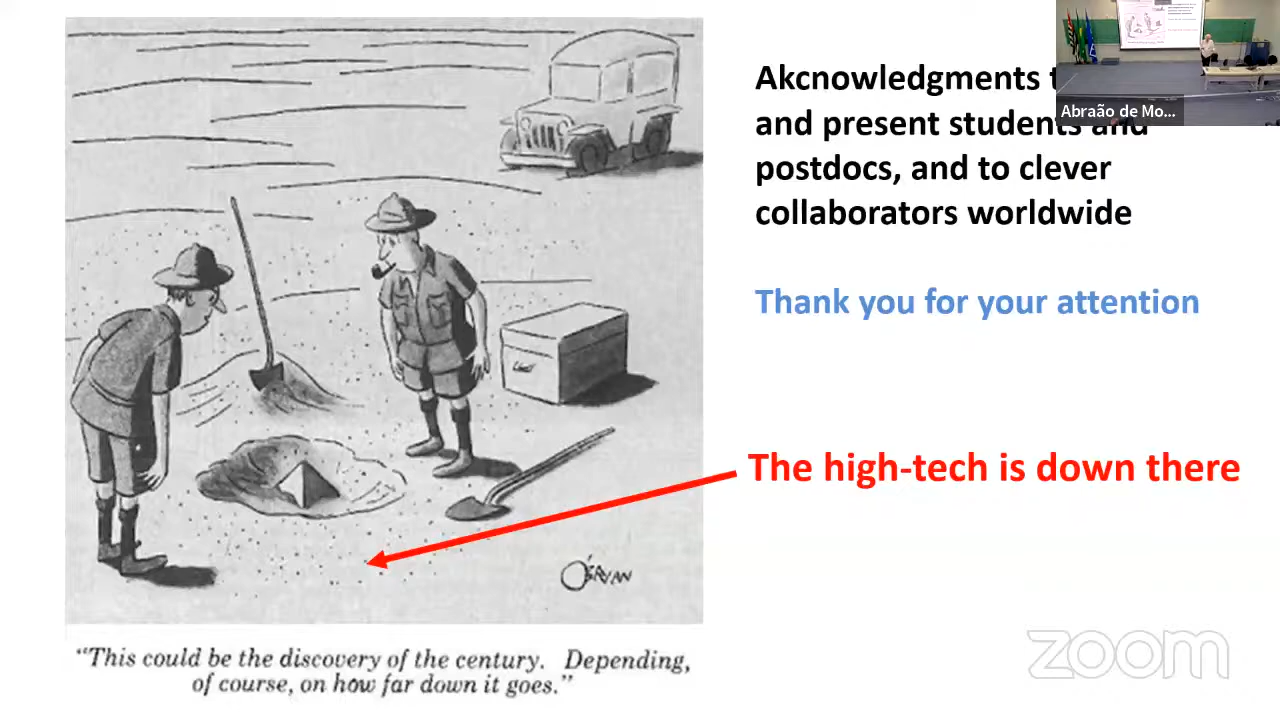 Akcnowledgments
and present students and
postdocs, and to clever
collaborators worldwide
Thank you for your attention
The high-tech is down there
O'BRIAN
"This could be the discovery of the century. Depending,
of course, on how far down it goes."
Abraão de Mo...
zoom